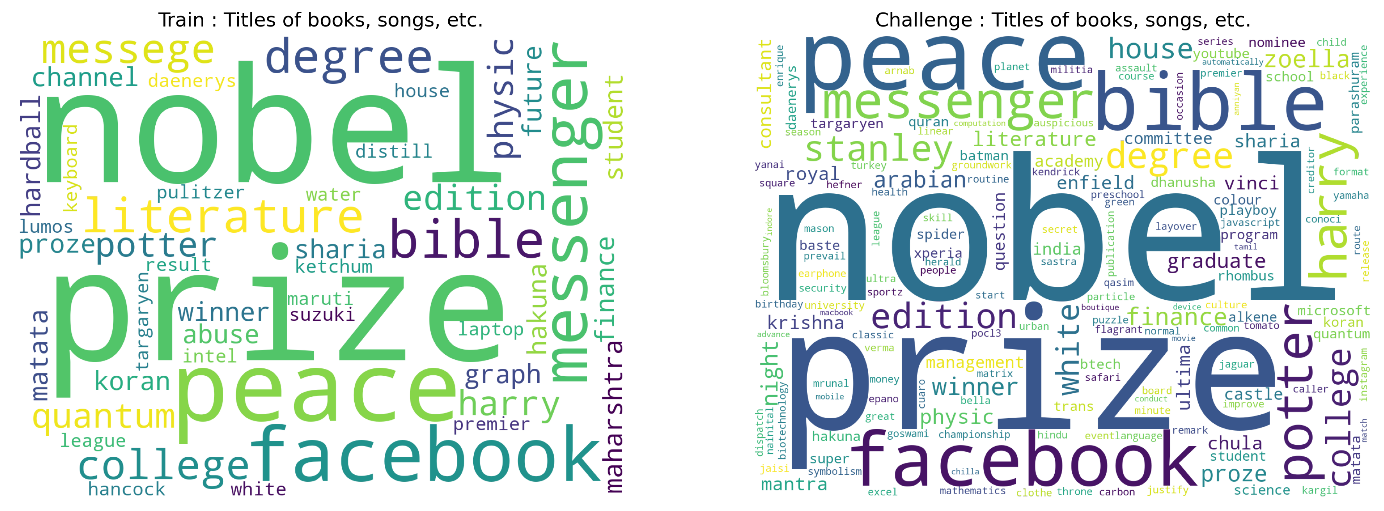 Train : Titles of books, songs, etc.
messege
degree
physic
future
messenger
channel
daenerys
house
student
nobel
hardball
keyboard
distill
pulitzer
water
edition
literature
lumos
proze
potter
sharia
bible
result
ketchum
finance
prize
targaryen
winner
maruti
suzuki
hakuna
abuse
laptop
intel
matata
koran
peace
graph
maharshtra
quantum
harry
premier
league
facebook
college
hancock
white
Challenge : Titles of books, songs, etc.
consultant
enrique
peace
arnab
planet
militia
house
series
youtube
nominee
child
automatically
zoella
assault
course
premier
school
black
experience
daenerys
messenger
bible
occasion
parashuram
targaryen
quran
computation
auspicious
linear
season
stanley
literature
committee
sharia
batman
turkey
groundwork
academy
degree
harry
creditor
yanai
royal
square
hefner
arabian
routine
kendrick
enfield
dhanusha
vinci
format
health
preschool
green
colour
playboy
yamaha
nobel
javascript
conoci
mason
skill
league
spider
question
secret
layover
program
route
baste
prevail
india
publication
tamil
bloomsbury
xperia
herald
people
sastra
graduate
release
earphone
ultra
rhombus
security
sportz
qasim
birthday
university
start
particle
device
culture
microsoft
macbook
boutique
krishna
edition
urban
white
puzzle
finance
alkene
koran
advance
classic
pocl3
flagrant
normal
common
tomato
quantum
night
prize
verma
movie
potter
management
btech
ultima
jaguar
college
instagram
mrunal
money
matrix
safari
castle
caller
mobile
epano
cuaro
winner
bella
board
conduct
trans
minute
improve
great
physic
remark
match
dispatch
nainital
biotechnology
hakuna
goswami
championship
hindu
event
language
chula
matata
super
student
jaisi
symbolism
facebook
chilla
proze
mantra
excel
mathematics
clothe
throne
carbon
justify
science
kargil